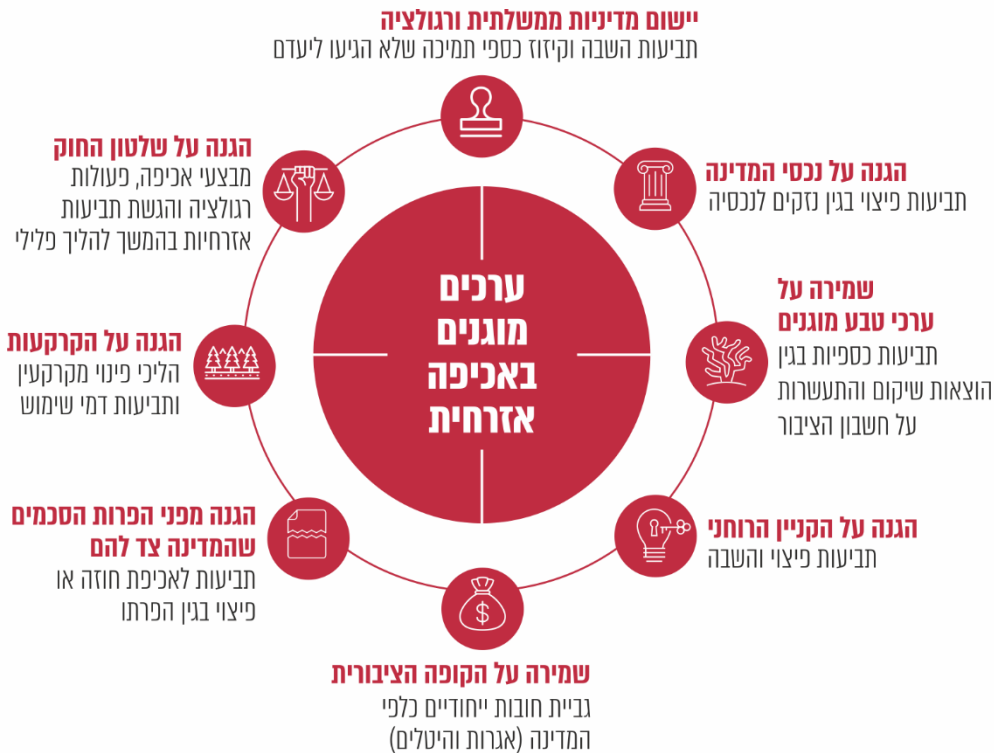 יישום מדיניות ממשלתית ורגולציה
תביעות השבה וקיזוז כספי תמיכה שלא הגיעו ליעדם
הגנה על נכסי המדינה
תביעות פיצוי בגין נזקים לנכסיה
שמירה על
ערכי טבע מוגנים
תביעות כספיות בגין
הוצאות שיקום והתעשרות
על חשבון הציבור
הגנה על הקניין הרוחני
תביעות פיצוי והשבה
שמירה על הקופה הציבורית
גביית חובות ייחודיים כלפי
המדינה (אגרות והיטלים)
הגנה מפני הפרות הסכמים
שהמדינה צד להם
תביעות לאכיפת חוזה או
פיצוי בגין הפרתו
הגנה על הקרקעות
הליכי פינוי מקרקעין
ותביעות דמי שימוש
הגנה על שלטון החוק
מבצעי אכיפה, פעולות
רגולציה והגשת תביעות
אזרחיות בהמשך להליך פלילי
ערכים
מוגנים
באכיפה
אזרחית
$